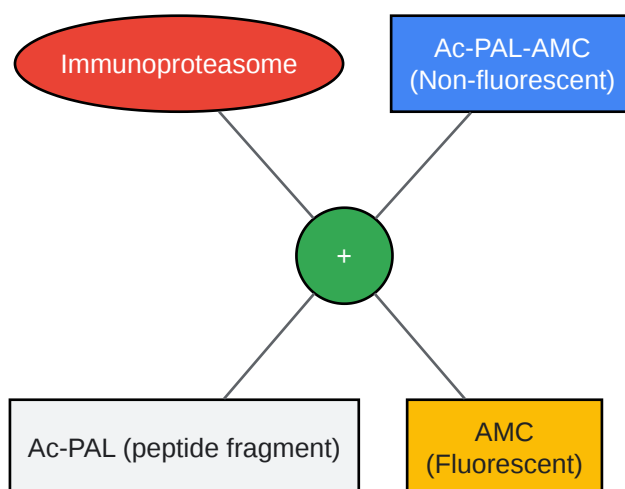 Immunoproteasome
Ac-PAL-AMC
(Non-fluorescent)
+
Ac-PAL (peptide fragment)
AMC
(Fluorescent)